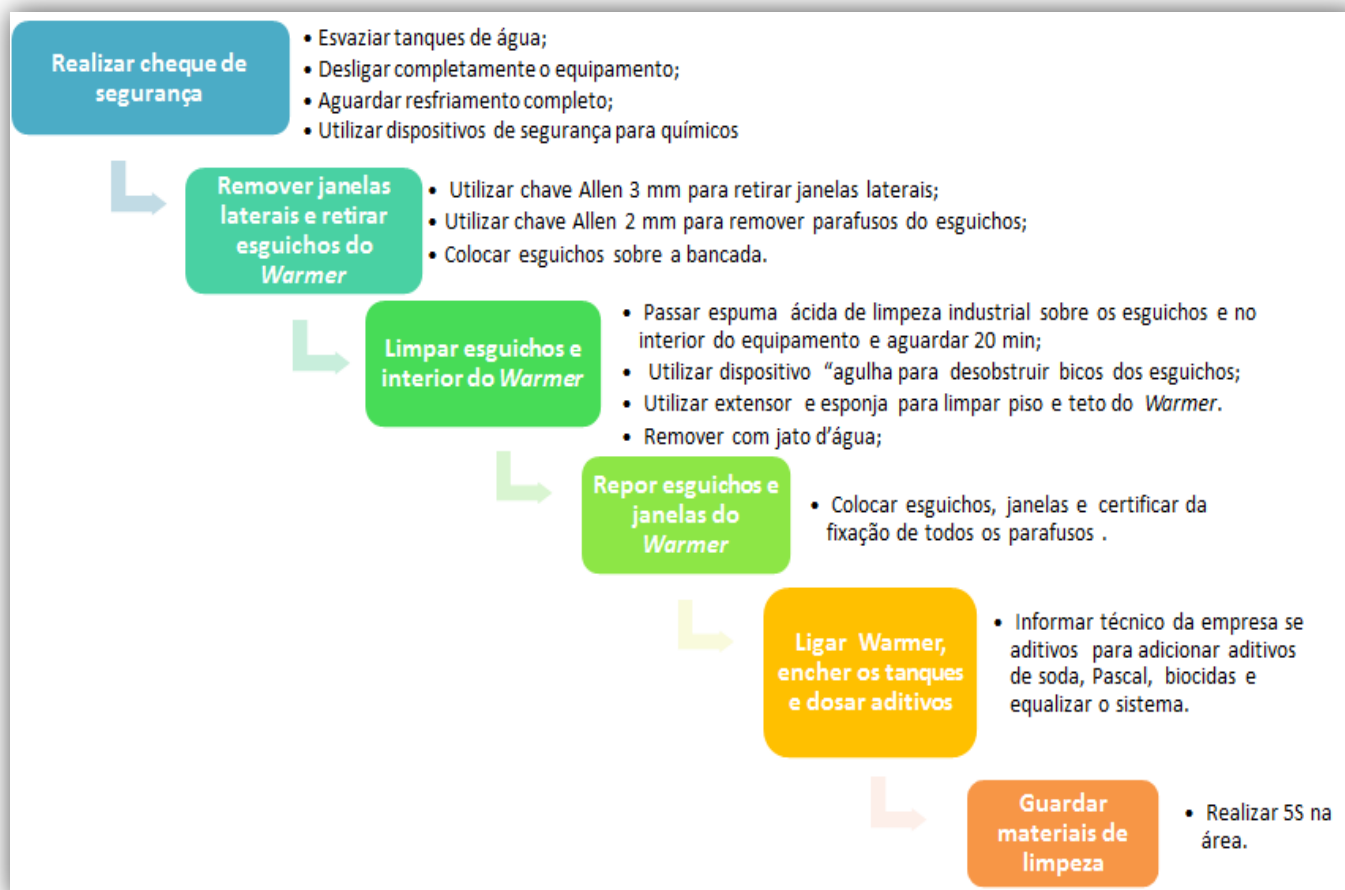 Realizar cheque de
segurança
• Esvaziar tanques de água;
• Desligar completamente o equipamento;
• Aguardar resfriamento completo;
• Utilizar dispositivos de segurança para químicos
Remover janelas
laterais e retirar
esguichos do
Warmer
• Utilizar chave Allen 3 mm para retirar janelas laterais;
• Utilizar chave Allen 2 mm para remover parafusos do esguichos;
• Colocar esguichos sobre a bancada.
Limpar esguichos e
interior do Warmer
• Passar espuma ácida de limpeza industrial sobre os esguichos e no
interior do equipamento e aguardar 20 min;
• Utilizar dispositivo “agulha para desobstruir bicos dos esguichos;
• Utilizar extensor e esponja para limpar piso e teto do Warmer.
• Remover com jato d’água;
Repor esguichos e
janelas do
Warmer
• Colocar esguichos, janelas e certificar da
fixação de todos os parafusos .
Ligar Warmer,
encher os tanques
e dosar aditivos
• Informar técnico da empresa se
aditivos para adicionar aditivos
de soda, Pascal, biocidas e
equalizar o sistema.
Guardar
materiais de
limpeza
• Realizar 5S na
área.